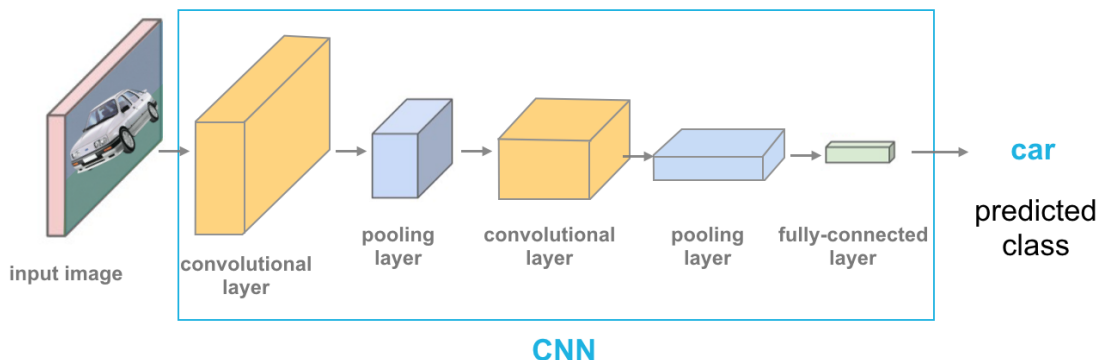 input image
convolutional
layer
pooling
layer
convolutional
layer
pooling
layer
fully-connected
layer
car
predicted
class
CNN